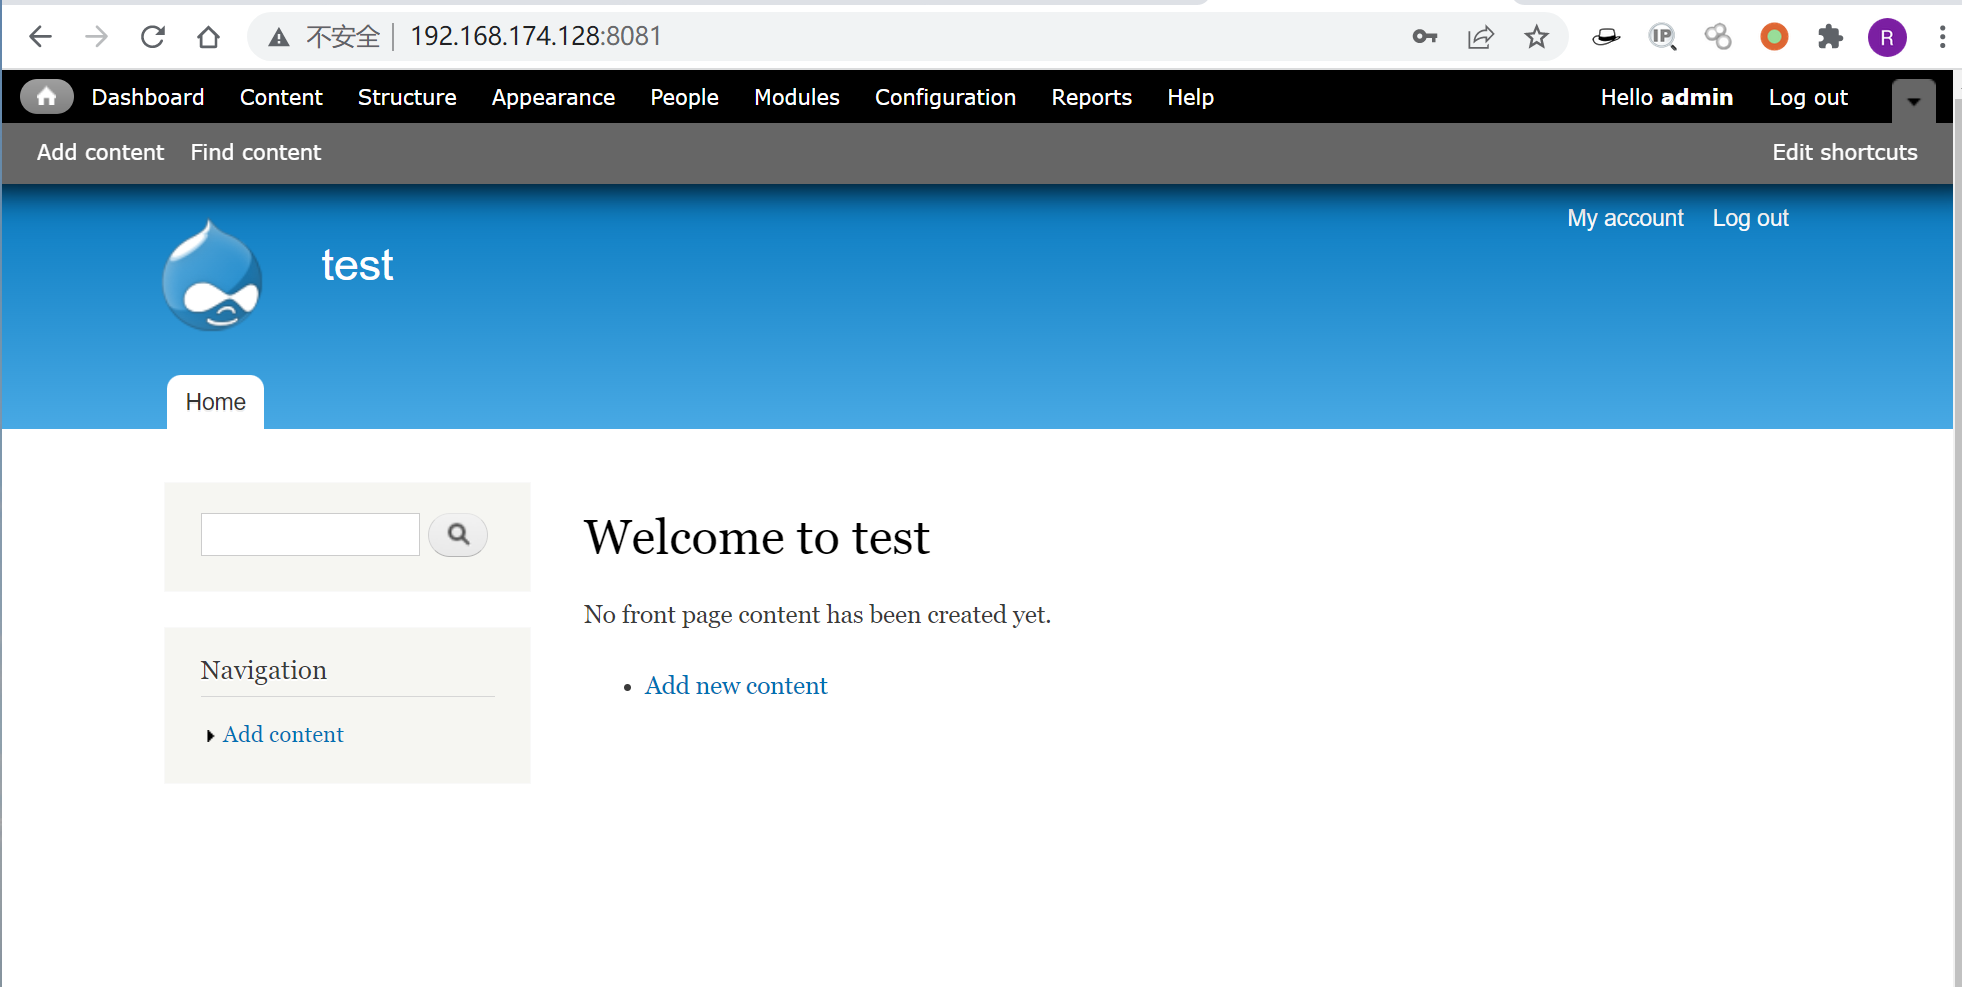 不安全 192.168.174.128:8081
IP R
Dashboard Content Structure Appearance People Modules Configuration Reports Help Hello admin Log out
Add content Find content Edit shortcuts
My account Log out
test
Home
Welcome to test
No front page content has been created yet.
Navigation
Add new content
Add content